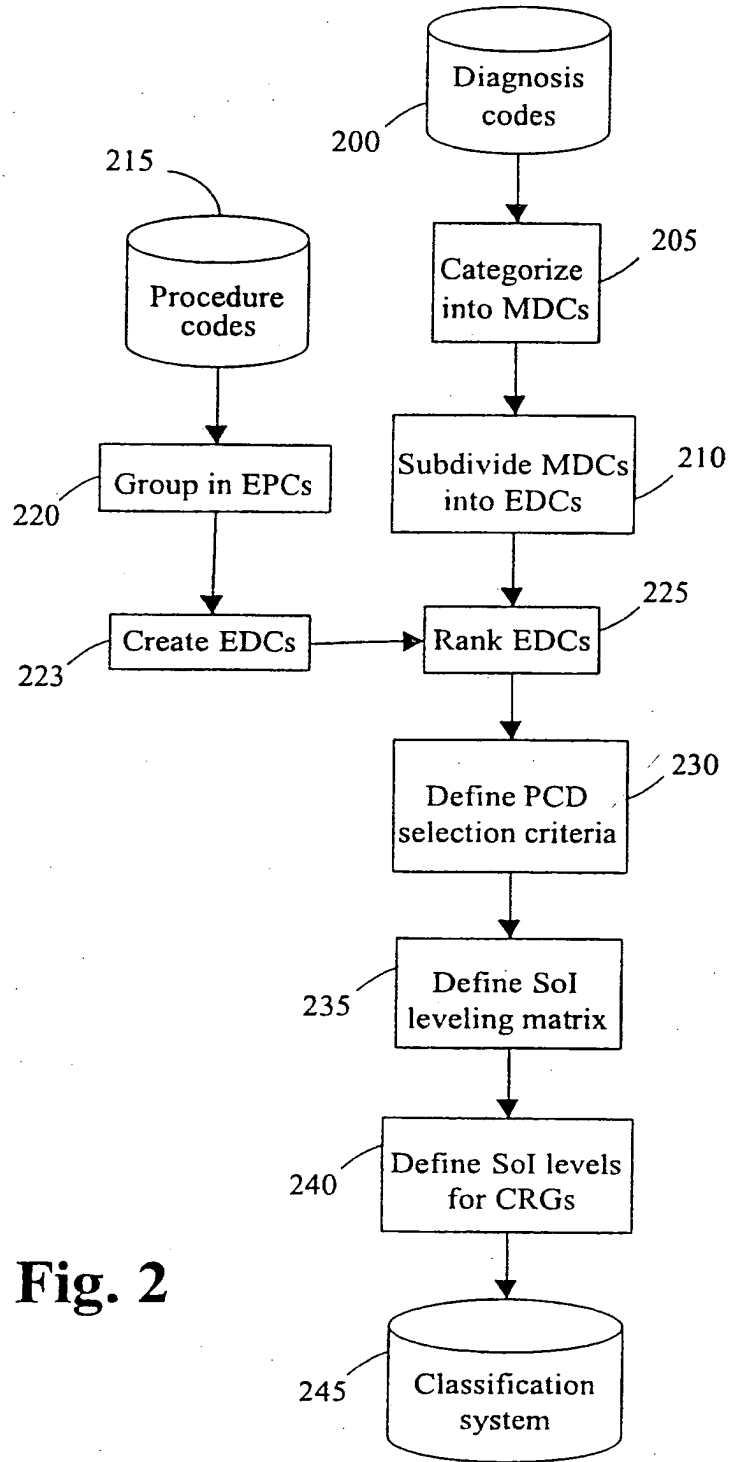 Diagnosis
codes
200
215
Procedure
codes
205
Categorize
into MDCs
220
Group in EPCs
Subdivide MDCs
into EDCs
210
223
Create EDCs
225
Rank EDCs
230
Define PCD
selection criteria
235
Define SoI
leveling matrix
240
Define SoI levels
for CRGs
Fig. 2
245
Classification
system